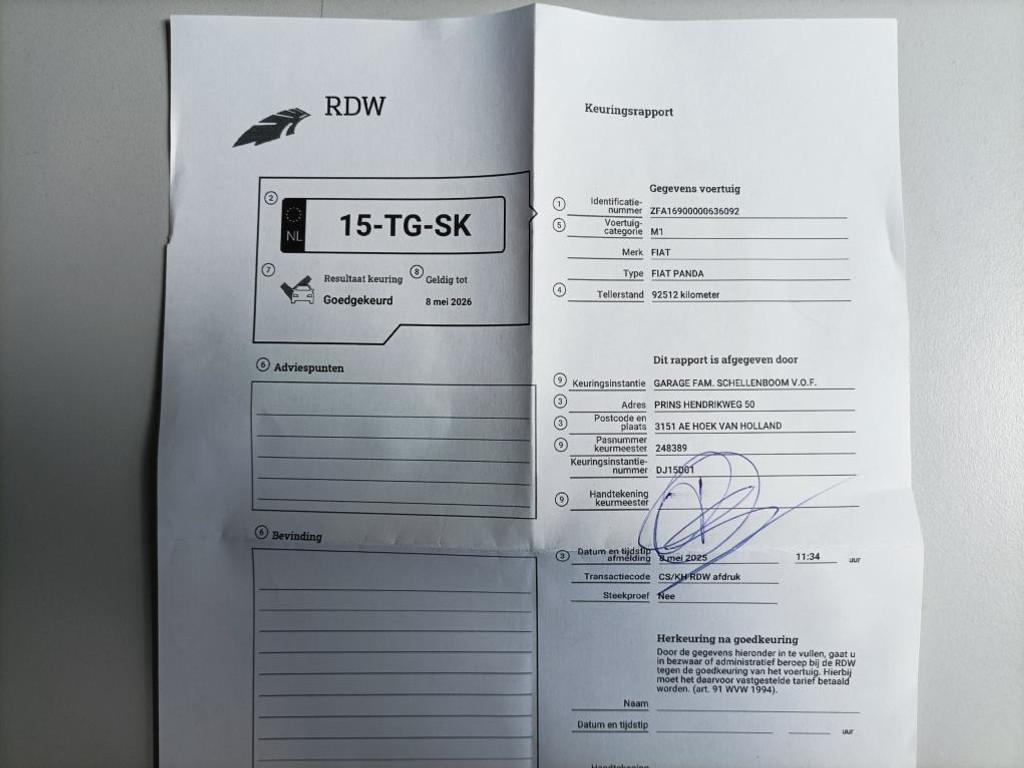 RDW
Keuringsrapport
2
NL
15-TG-SK
7
Resultaat keuring
Goedgekeurd
8
Geldig tot
8 mei 2026
6 Adviespunten
6 Bevinding
Gegevens voertuig
1 Identificatie-
nummer ZFA16900000636092
5 Voertuig-
categorie M1
Merk FIAT
Type FIAT PANDA
4 Tellerstand 92512 kilometer
Dit rapport is afgegeven door
9 Keuringsinstantie GARAGE FAM. SCHELLENBOOM V.O.F.
3 Adres PRINS HENDRIKWEG 50
3 Postcode en
plaats 3151 AE HOEK VAN HOLLAND
9 Pasnummer
keurmeester 248389
Keuringsinstantie-
nummer DJ15D01
9 Handtekening
keurmeester
3 Datum en tijdstip
afmelding 8 mei 2025 11:34 uur
Transactiecode CS/KH RDW afdruk
Steekproef Nee
Herkeuring na goedkeuring
Door de gegevens hieronder in te vullen, gaat u
in bezwaar of administratief beroep bij de RDW
tegen de goedkeuring van het voertuig. Hierbij
moet het daarvoor vastgestelde tarief betaald
worden. (art. 91 WVW 1994).
Naam
Datum en tijdstip uur